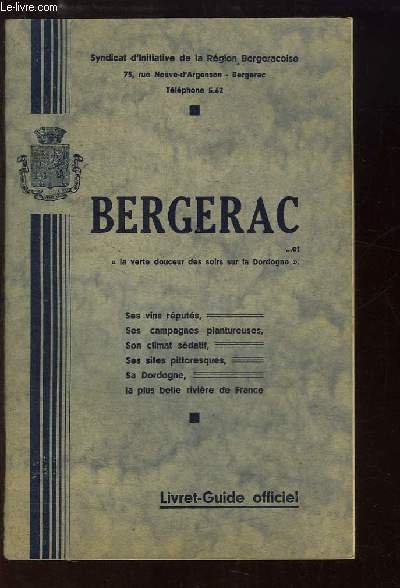 Le-livre.com
Syndicat d'Initiative de la Région Bergeracoise
75, rue Neuve-d'Argenson - Bergerac
Téléphone 5.62
BERGERAC
...et
« la verte douceur des soirs sur la Dordogne ».
Ses vins réputés,
Ses campagnes plantureuses,
Son climat sédatif,
Ses sites pittoresques,
Sa Dordogne,
la plus belle rivière de France
Livret-Guide officiel